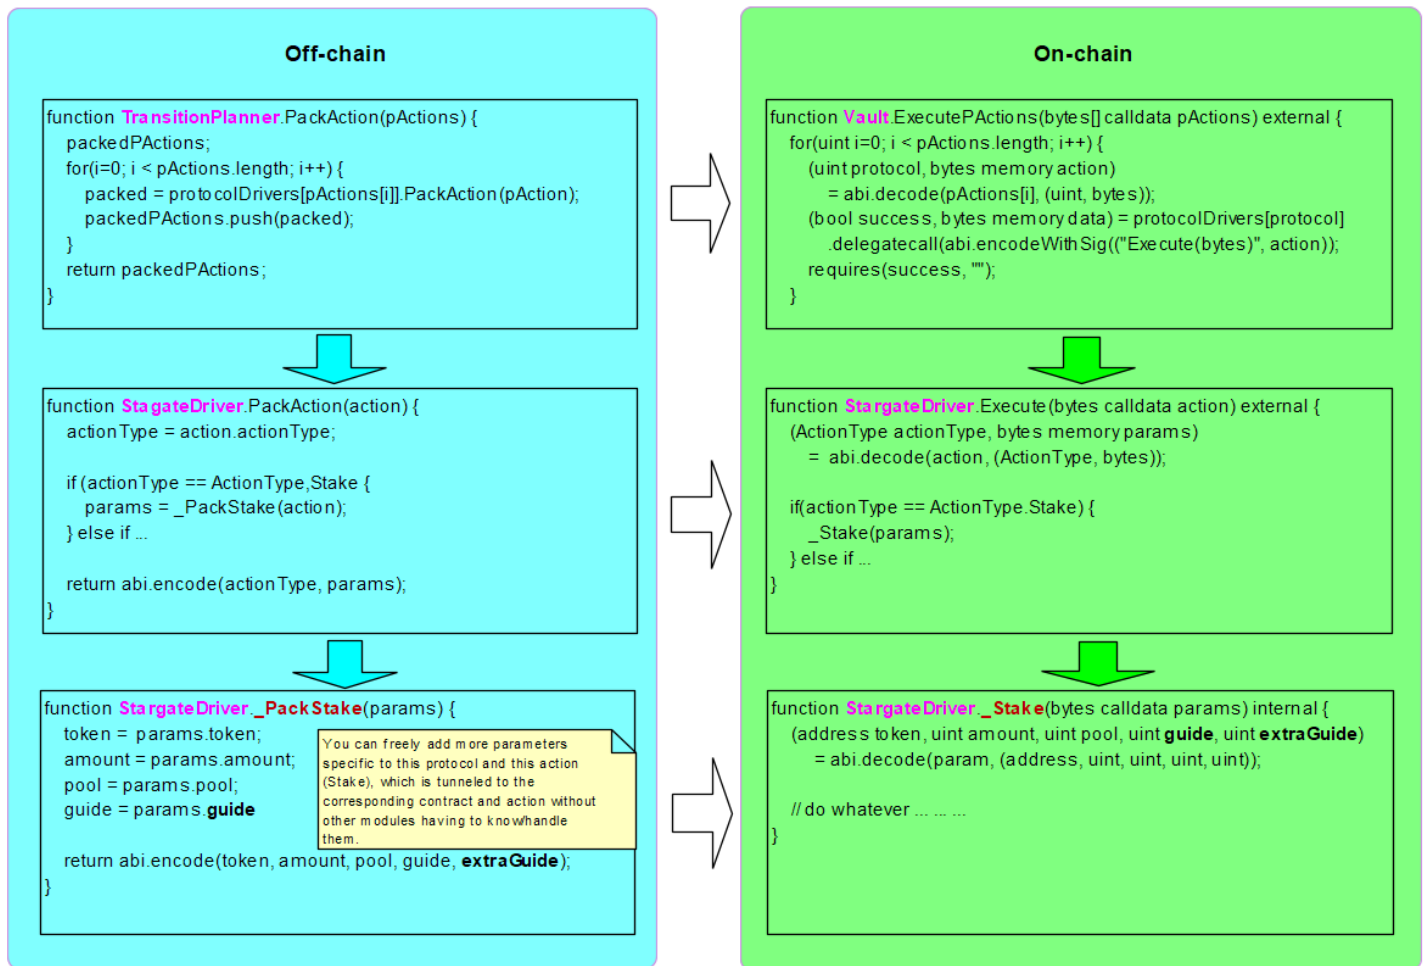 Off-chain
function TransitionPlanner.PackAction(pActions) {
packedPActions;
for(i=0; i < pActions.length; i++) {
packed = protocolDrivers[pActions[i]].PackAction(pAction);
packedPActions.push(packed);
}
return packedPActions;
}
function StagateDriver.PackAction(action) {
actionType = action.actionType;
if (actionType == ActionType,Stake {
params = _PackStake(action);
} else if ...
return abi.encode(actionType, params);
}
function StargateDriver._PackStake(params) {
token = params.token;
amount = params.amount;
pool = params.pool;
guide = params.guide
You can freely add more parameters
specific to this protocol and this action
(Stake), which is tunneled to the
corresponding contract and action without
other modules having to know/handle
them.
return abi.encode(token, amount, pool, guide, extraGuide);
}
On-chain
function Vault.ExecutePActions(bytes[] calldata pActions) external {
for(uint i=0; i < pActions.length; i++) {
(uint protocol, bytes memory action)
= abi.decode(pActions[i], (uint, bytes));
(bool success, bytes memory data) = protocolDrivers[protocol]
.delegatecall(abi.encodeWithSig(("Execute(bytes)", action));
requires(success, "");
}
function StargateDriver.Execute(bytes calldata action) external {
(ActionType actionType, bytes memory params)
= abi.decode(action, (ActionType, bytes));
if(actionType == ActionType.Stake) {
_Stake(params);
} else if ...
}
function StargateDriver._Stake(bytes calldata params) internal {
(address token, uint amount, uint pool, uint guide, uint extraGuide)
= abi.decode(param, (address, uint, uint, uint, uint));
// do whatever ... ... ...
}